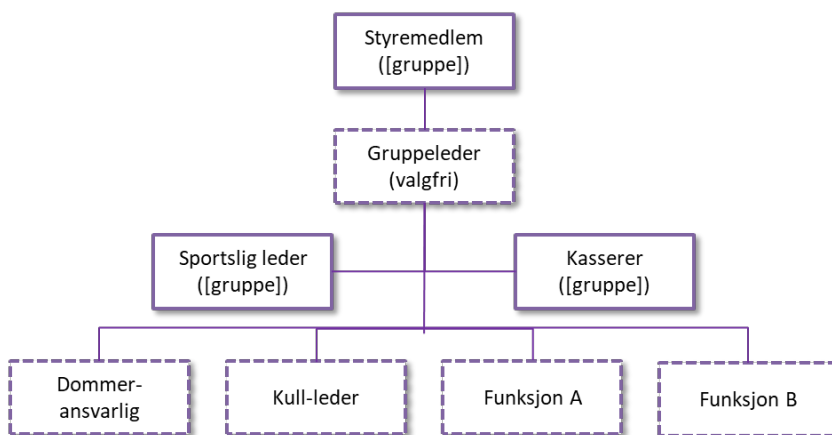 Styremedlem
([gruppe])
Gruppeleder
(valgfri)
Sportslig leder
([gruppe])
Kasserer
([gruppe])
Dommer-
ansvarlig
Kull-leder
Funksjon A
Funksjon B